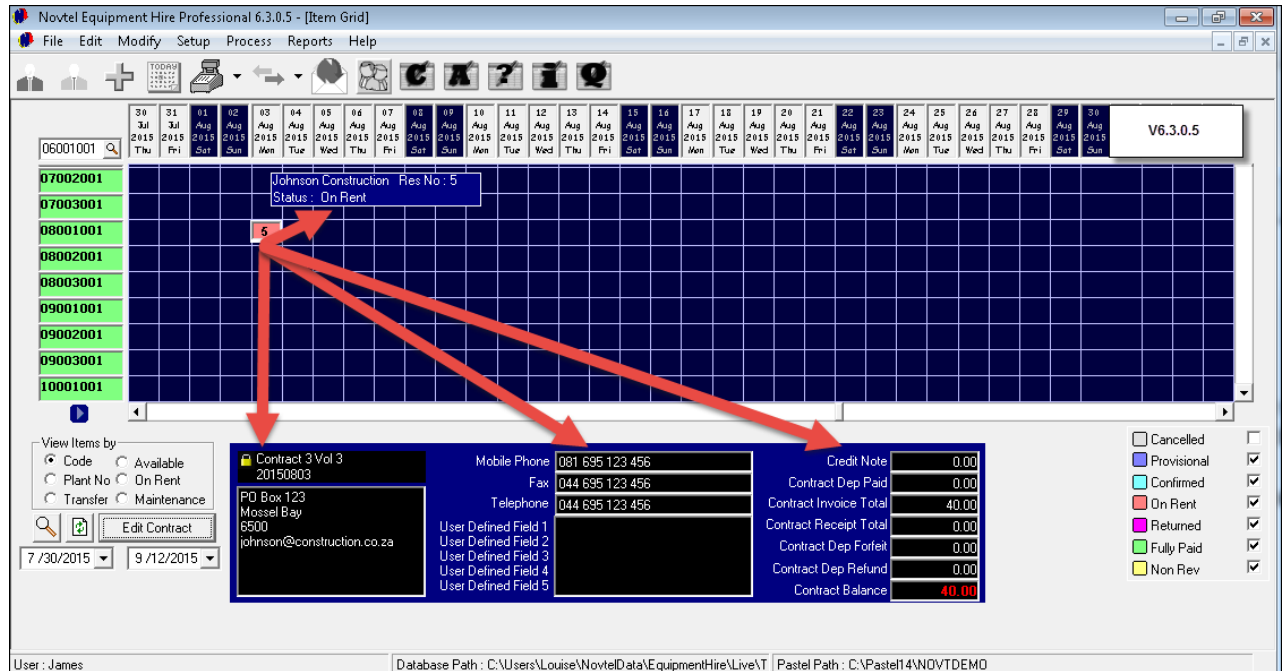 Novtel Equipment Hire Professional 6.3.0.5 - [Item Grid]
File Edit Modify Setup Process Reports Help
TODAY
C A ? i Q
30 31 01 02 03 04 05 06 07 08 09 10 11 12 13 14 15 16 17 18 19 20 21 22 23 24 25 26 27 28 29 30
Jul Jul Aug Aug Aug Aug Aug Aug Aug Aug Aug Aug Aug Aug Aug Aug Aug Aug Aug Aug Aug Aug Aug Aug Aug Aug Aug Aug Aug Aug Aug Aug
2015 2015 2015 2015 2015 2015 2015 2015 2015 2015 2015 2015 2015 2015 2015 2015 2015 2015 2015 2015 2015 2015 2015 2015 2015 2015 2015 2015 2015 2015 2015 2015
Thu Fri Sat Sun Mon Tue Wed Thu Fri Sat Sun Mon Tue Wed Thu Fri Sat Sun Mon Tue Wed Thu Fri Sat Sun Mon Tue Wed Thu Fri Sat Sun
V6.3.0.5
06001001
07002001
Johnson Construction Res No : 5
Status : On Rent
07003001
08001001 5
08002001
08003001
09001001
09002001
09003001
10001001
View Items by
Code Available
Plant No On Rent
Transfer Maintenance
Edit Contract
7 /30/2015 9 /12/2015
Contract 3 Vol 3
20150803
PO Box 123
Mossel Bay
6500
johnson@construction.co.za
Mobile Phone 081 695 123 456
Fax 044 695 123 456
Telephone 044 695 123 456
User Defined Field 1
User Defined Field 2
User Defined Field 3
User Defined Field 4
User Defined Field 5
Credit Note 0.00
Contract Dep Paid 0.00
Contract Invoice Total 40.00
Contract Receipt Total 0.00
Contract Dep Forfeit 0.00
Contract Dep Refund 0.00
Contract Balance 40.00
Cancelled
Provisional
Confirmed
On Rent
Returned
Fully Paid
Non Rev
User : James Database Path : C:\Users\Louise\NovtelData\EquipmentHire\Live\T Pastel Path : C:\Pastel14\NOVTDEMO